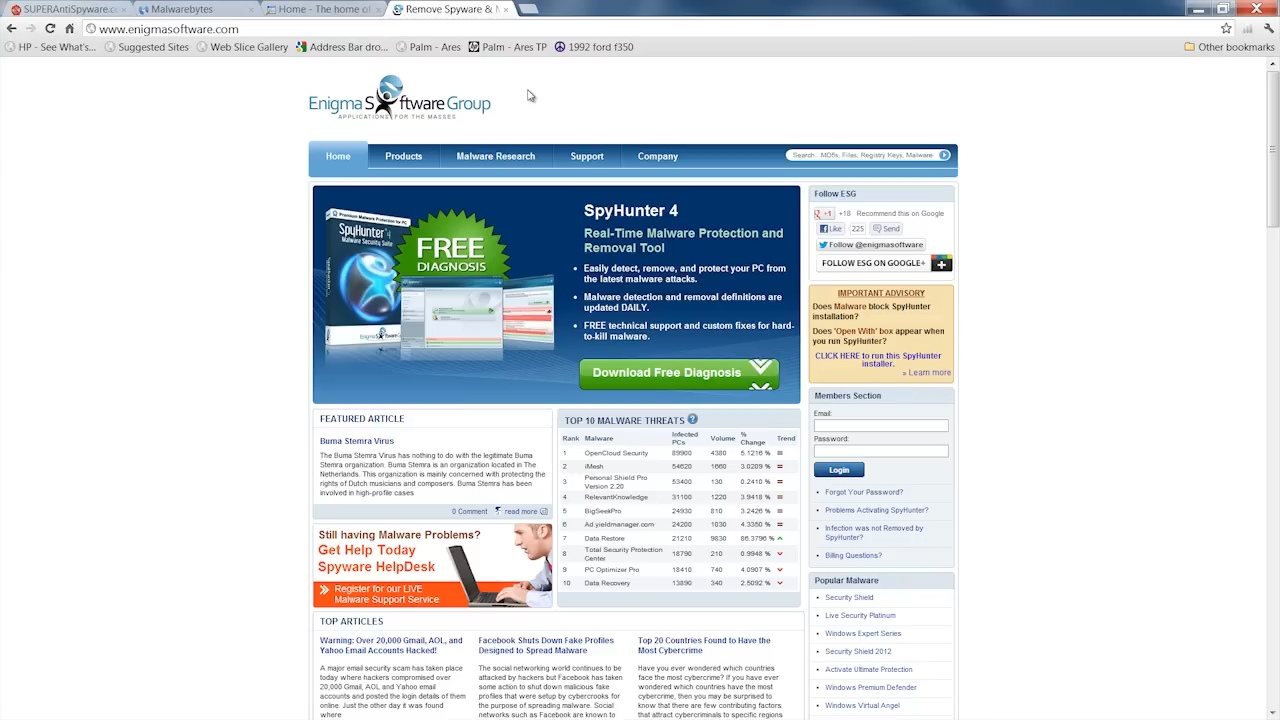 SUPERAntiSpyware.c
Malwarebytes
Home - The home of
Remove Spyware & M
www.enigmasoftware.com
HP - See What's...
Suggested Sites
Web Slice Gallery
Address Bar dro...
Palm - Ares
Palm - Ares TP
1992 ford f350
Other bookmarks
Enigma Software Group
APPLICATIONS FOR THE MASSES
Home
Products
Malware Research
Support
Company
Search...MD5s, Files, Registry Keys, Malware
Premium Malware Protection for PC
SpyHunter 4
Malware Security Suite
FREE
DIAGNOSIS
SpyHunter 4
Real-Time Malware Protection and
Removal Tool
Easily detect, remove, and protect your PC from
the latest malware attacks.
Malware detection and removal definitions are
updated DAILY.
FREE technical support and custom fixes for hard-
to-kill malware.
Download Free Diagnosis
Follow ESG
+1 +18 Recommend this on Google
Like 225 Send
Follow @enigmasoftware
FOLLOW ESG ON GOOGLE+
IMPORTANT ADVISORY
Does Malware block SpyHunter
installation?
Does 'Open With' box appear when
you run SpyHunter?
CLICK HERE to run this SpyHunter
installer.
» Learn more
Members Section
Email:
Password:
Login
Forgot Your Password?
Problems Activating SpyHunter?
Infection was not Removed by
SpyHunter?
Billing Questions?
Popular Malware
Security Shield
Live Security Platinum
Windows Expert Series
Security Shield 2012
Activate Ultimate Protection
Windows Premium Defender
Windows Virtual Angel
FEATURED ARTICLE
Buma Stemra Virus
The Buma Stemra Virus has nothing to do with the legitimate Buma
Stemra organization. Buma Stemra is an organization located in The
Netherlands. This organization is mainly concerned with protecting the
rights of Dutch musicians and composers. Buma Stemra has been
involved in high-profile cases
0 Comment read more
Still having Malware Problems?
Get Help Today
Spyware HelpDesk
Register for our LIVE
Malware Support Service
TOP 10 MALWARE THREATS ?
Rank Malware Infected PCs Volume % Change Trend
1 OpenCloud Security 89900 4380 5.1216 % =
2 iMesh 54620 1660 3.0209 % =
3 Personal Shield Pro Version 2.20 53400 130 0.2410 % =
4 RelevantKnowledge 31100 1220 3.9418 % =
5 BigSeekPro 24930 810 3.2426 % =
6 Ad.yieldmanager.com 24200 1030 4.3350 % =
7 Data Restore 21210 9830 86.3796 %
8 Total Security Protection Center 18790 210 0.9948 %
9 PC Optimizer Pro 18410 740 4.0907 %
10 Data Recovery 13890 340 2.5092 %
TOP ARTICLES
Warning: Over 20,000 Gmail, AOL, and
Yahoo Email Accounts Hacked!
A major email security scam has taken place
today where hackers compromised over
20,000 Gmail, AOL and Yahoo email
accounts and posted the login details of them
online. Just the other day it was found
where
Facebook Shuts Down Fake Profiles
Designed to Spread Malware
The social networking world continues to be
attacked by hackers but Facebook has taken
some action to shut down malicious fake
profiles that were setup by cybercrooks for
the purpose of spreading malware. Social
networks such as Facebook are known to
Top 20 Countries Found to Have the
Most Cybercrime
Have you ever wondered which countries
face the most cybercrime? If you have ever
wondered which countries have the most
cybercrime, then you may be surprised to
know that there are few contributing factors
that attract cybercriminals to specific regions